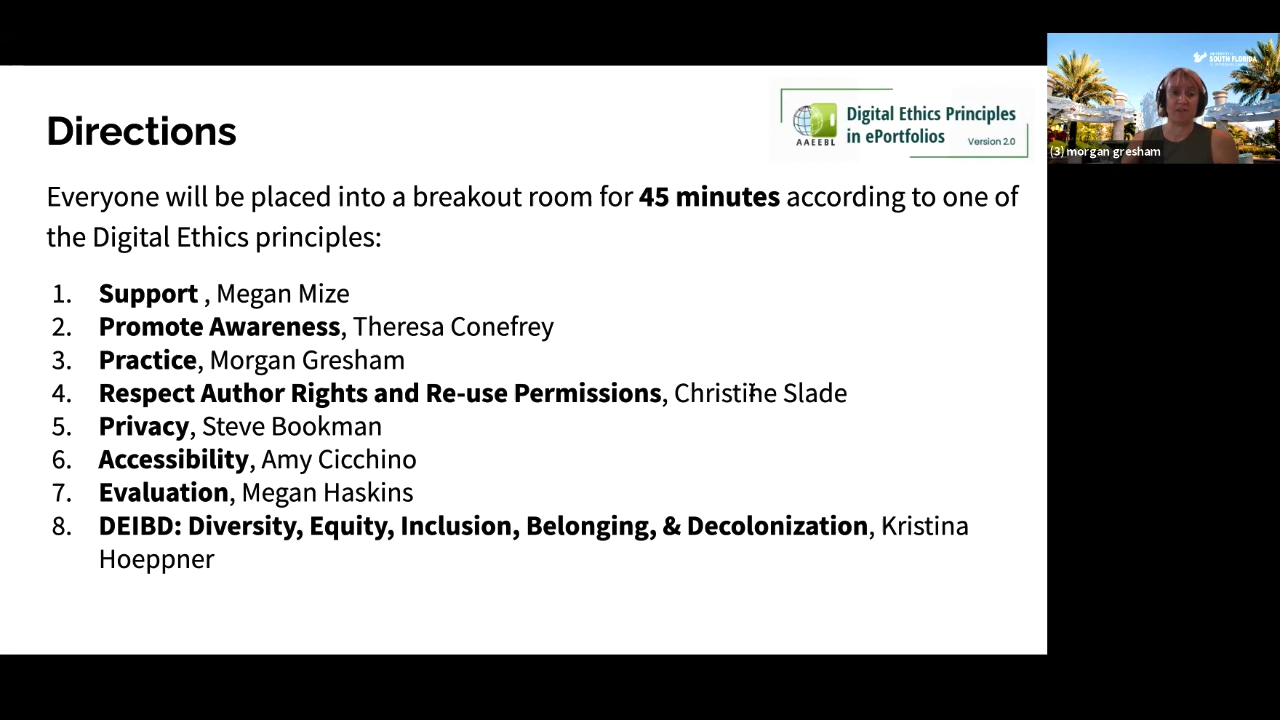 Directions
AAEEBL
Digital Ethics Principles
in ePortfolios
Version 2.0
SOUTH FLORIDA
(3) morgan gresham
Everyone will be placed into a breakout room for 45 minutes according to one of
the Digital Ethics principles:
1. Support , Megan Mize
2. Promote Awareness, Theresa Conefrey
3. Practice, Morgan Gresham
4. Respect Author Rights and Re-use Permissions, Christine Slade
5. Privacy, Steve Bookman
6. Accessibility, Amy Cicchino
7. Evaluation, Megan Haskins
8. DEIBD: Diversity, Equity, Inclusion, Belonging, & Decolonization, Kristina
Hoeppner